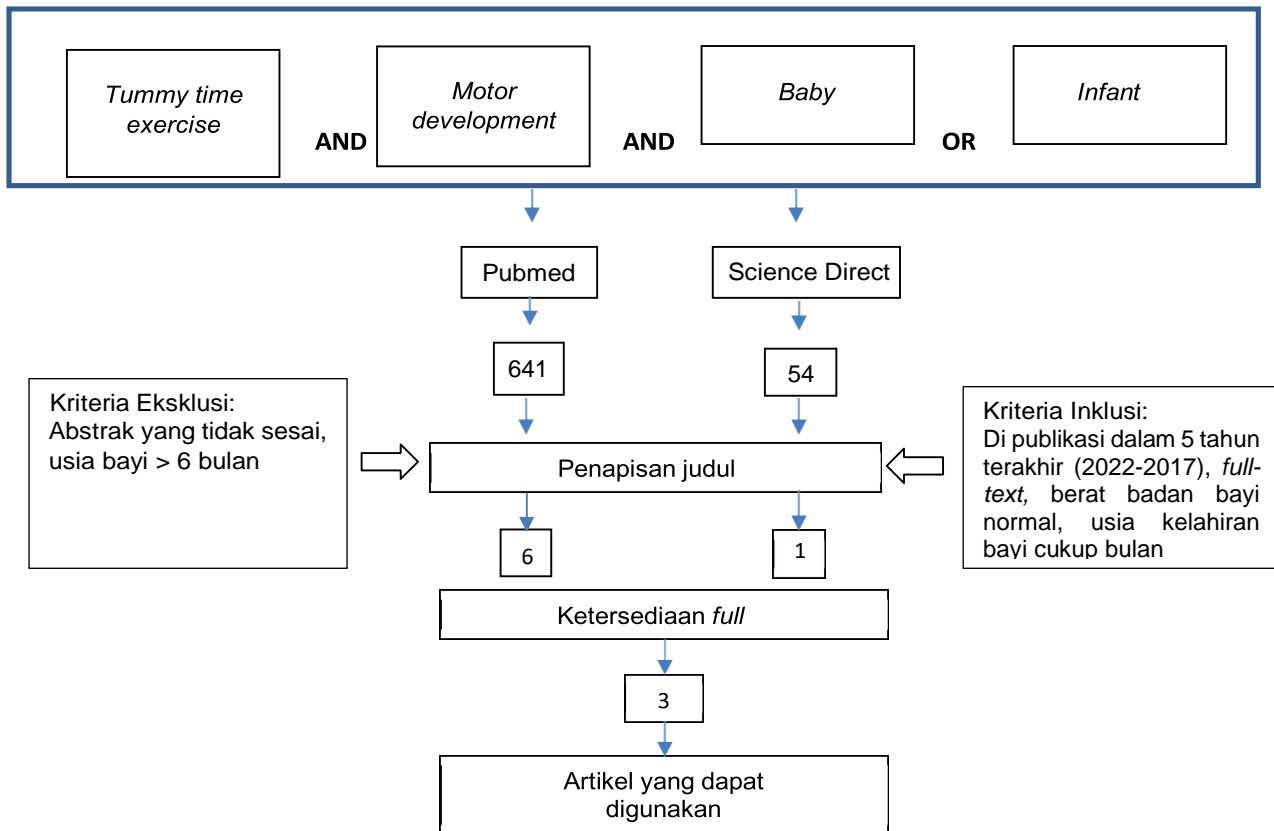 Tummy time
exercise
AND
Motor
development
AND
Baby
OR
Infant
Pubmed
Science Direct
641
54
Kriteria Eksklusi:
Abstrak yang tidak sesai,
usia bayi > 6 bulan
Penapisan judul
Kriteria Inklusi:
Di publikasi dalam 5 tahun
terakhir (2022-2017), full-
text, berat badan bayi
normal, usia kelahiran
bayi cukup bulan
6
1
Ketersediaan full
3
Artikel yang dapat
digunakan